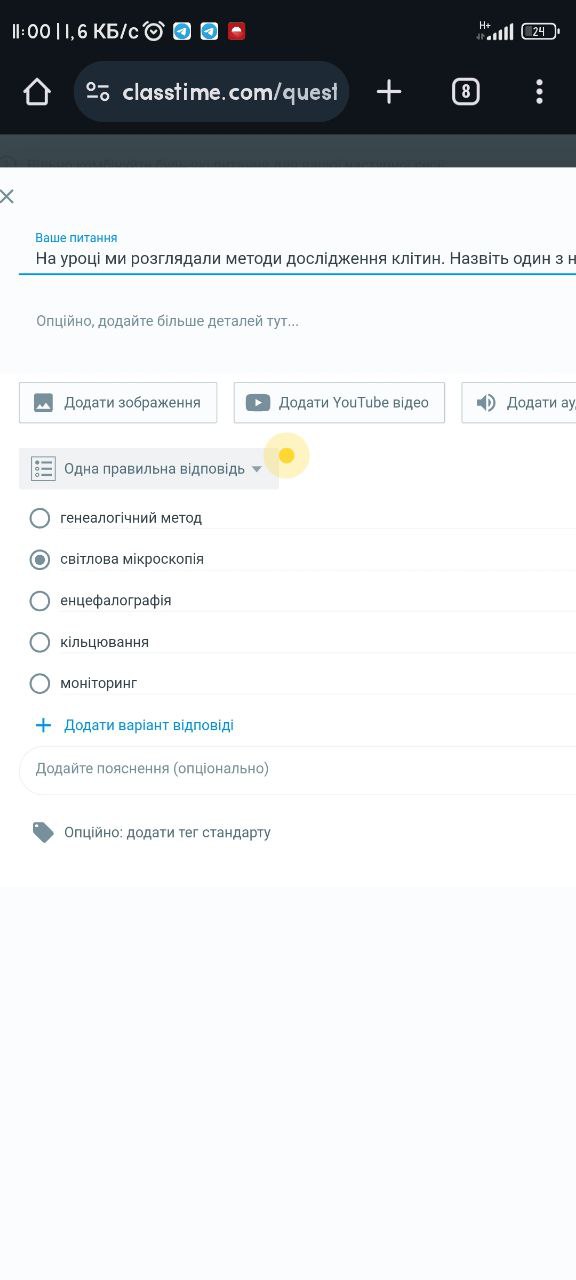 11:00 | 1,6 КБ/с H+ 24
classtime.com/quest 8
Ваше питання
На уроці ми розглядали методи дослідження клітин. Назвіть один з н
Опційно, додайте більше деталей тут...
Додати зображення Додати YouTube відео Додати ау
Одна правильна відповідь
генеалогічний метод
світлова мікроскопія
енцефалографія
кільцювання
моніторинг
Додати варіант відповіді
Додайте пояснення (опціонально)
Опційно: додати тег стандарту